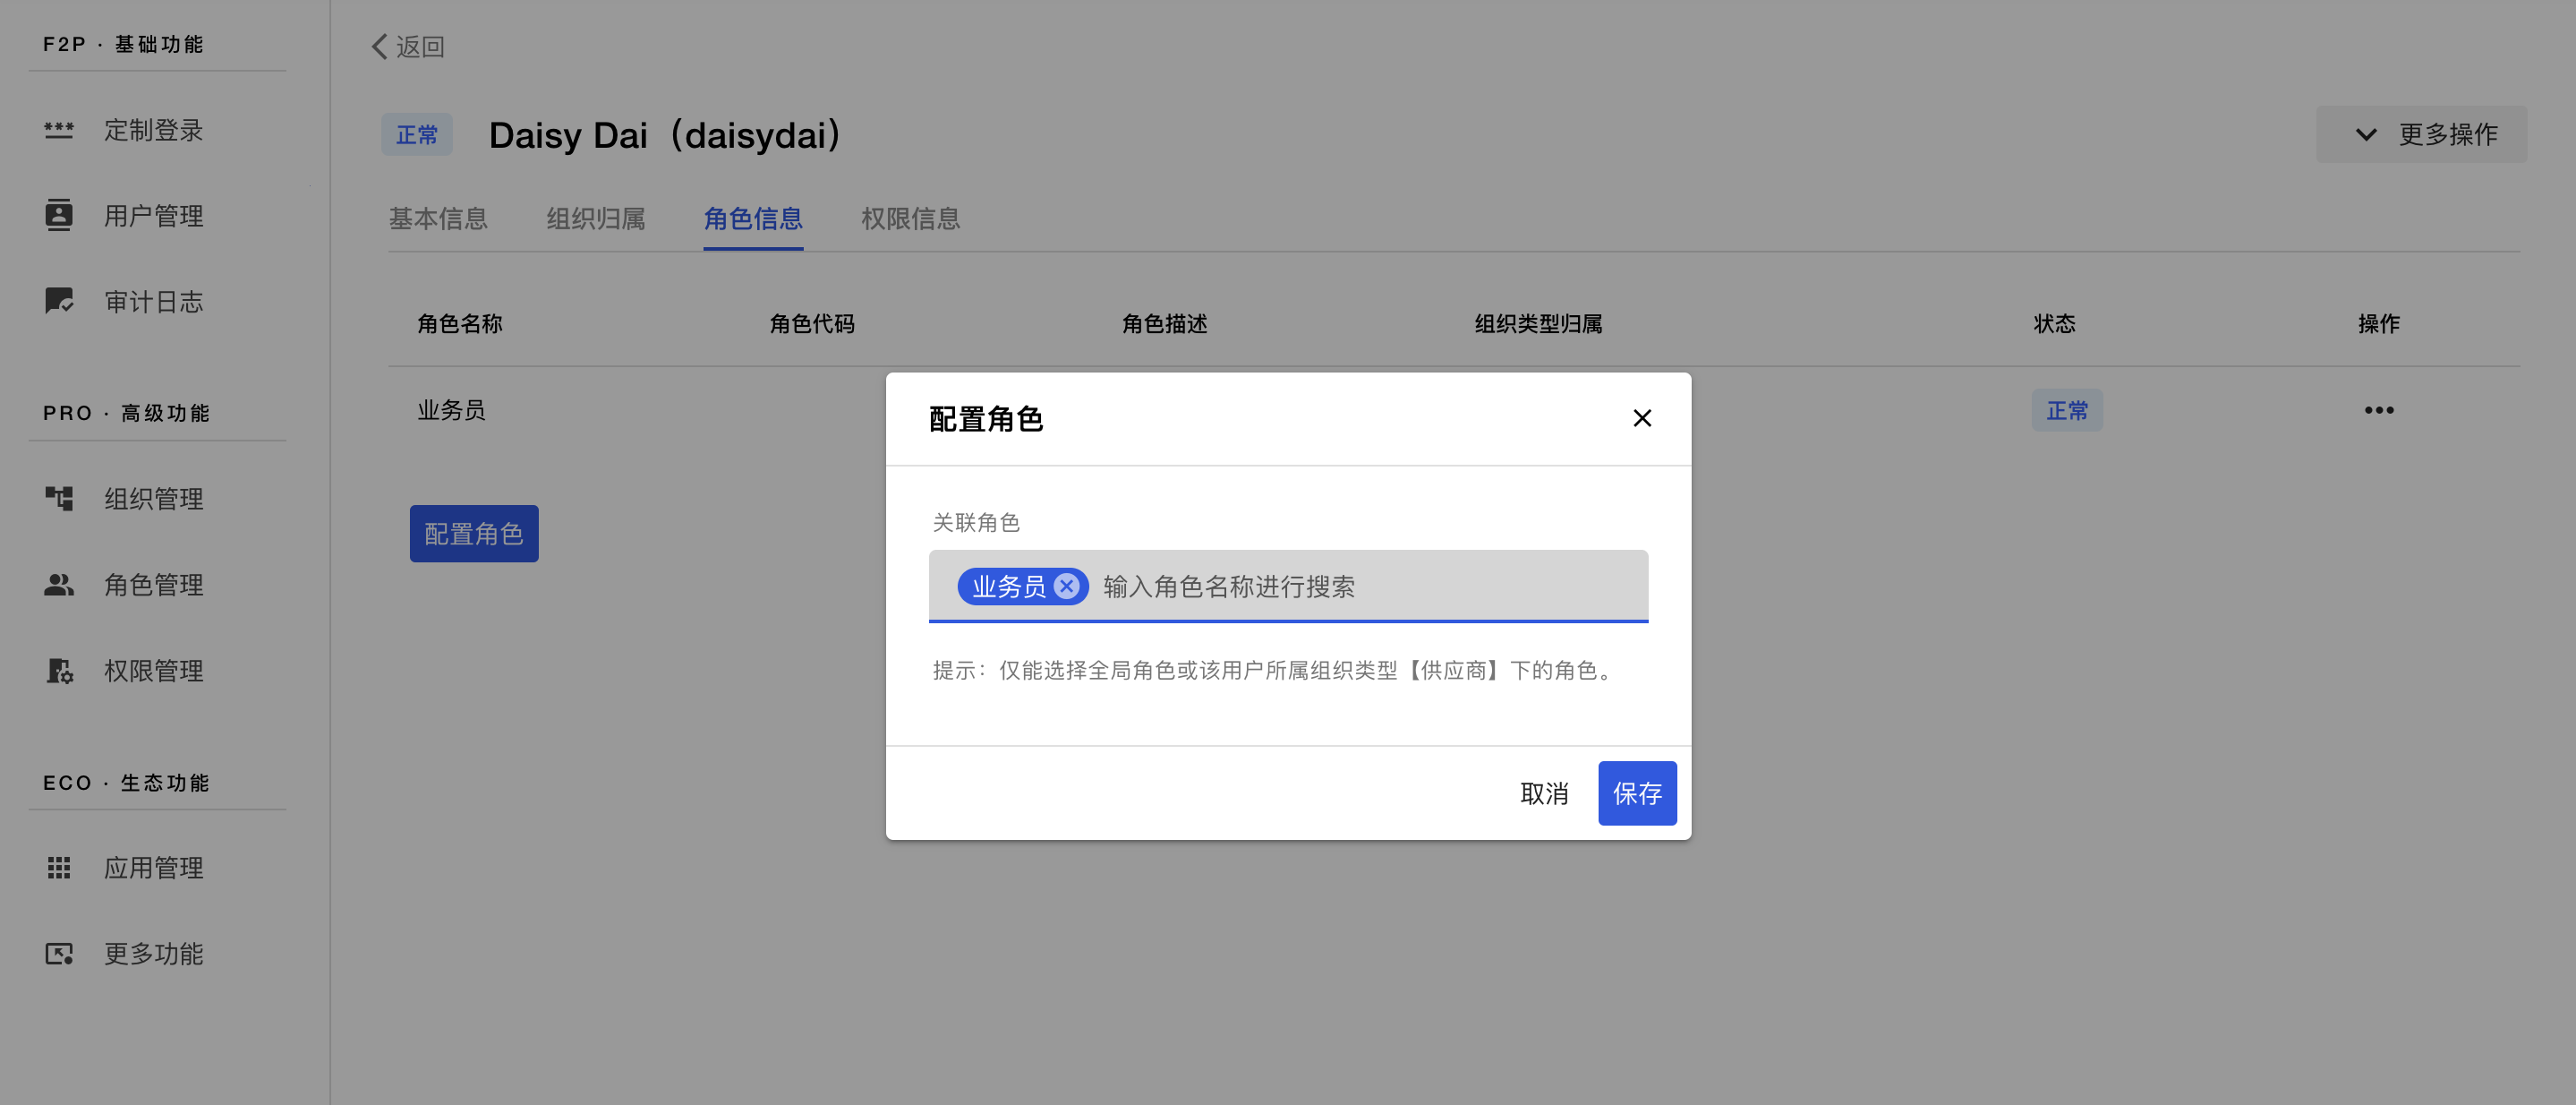 F2P · 基础功能
定制登录
用户管理
审计日志
PRO · 高级功能
组织管理
角色管理
权限管理
ECO · 生态功能
应用管理
更多功能
返回
正常 Daisy Dai（daisydai） 更多操作
基本信息 组织归属 角色信息 权限信息
角色名称 角色代码 角色描述 组织类型归属 状态 操作
业务员 正常 •••
配置角色
配置角色
关联角色
业务员 输入角色名称进行搜索
提示：仅能选择全局角色或该用户所属组织类型【供应商】下的角色。
取消 保存